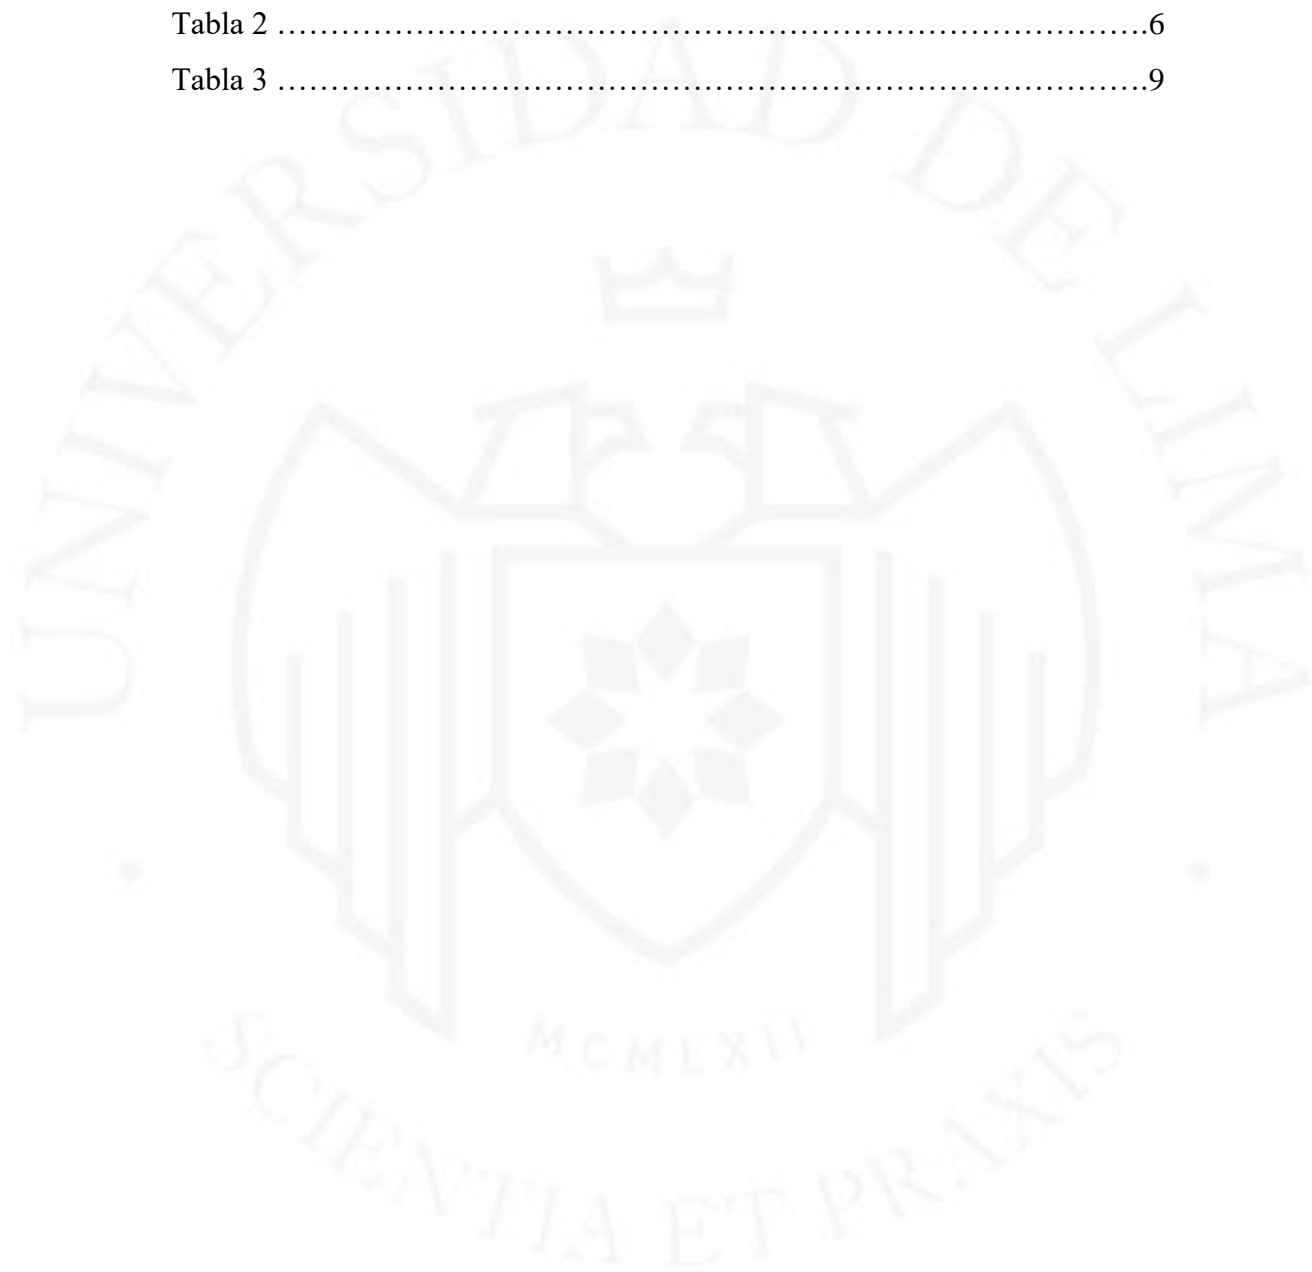 Tabla 2 ……………………………………………………………………….6
Tabla 3 ……………………………………………………………………….9
UNIVERSIDAD DE LIMA
MCMLXII
SCIENTIA ET PRAXIS